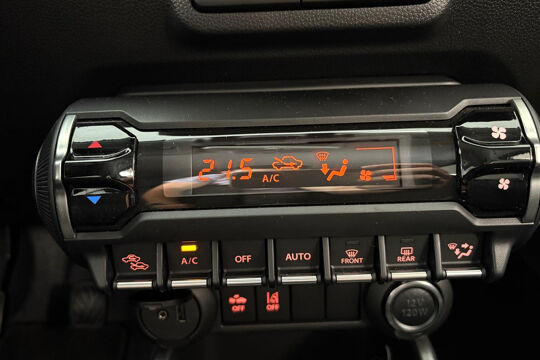 21.5
A/C
A/C
OFF
AUTO
FRONT
REAR
OFF
OFF
12V
120W